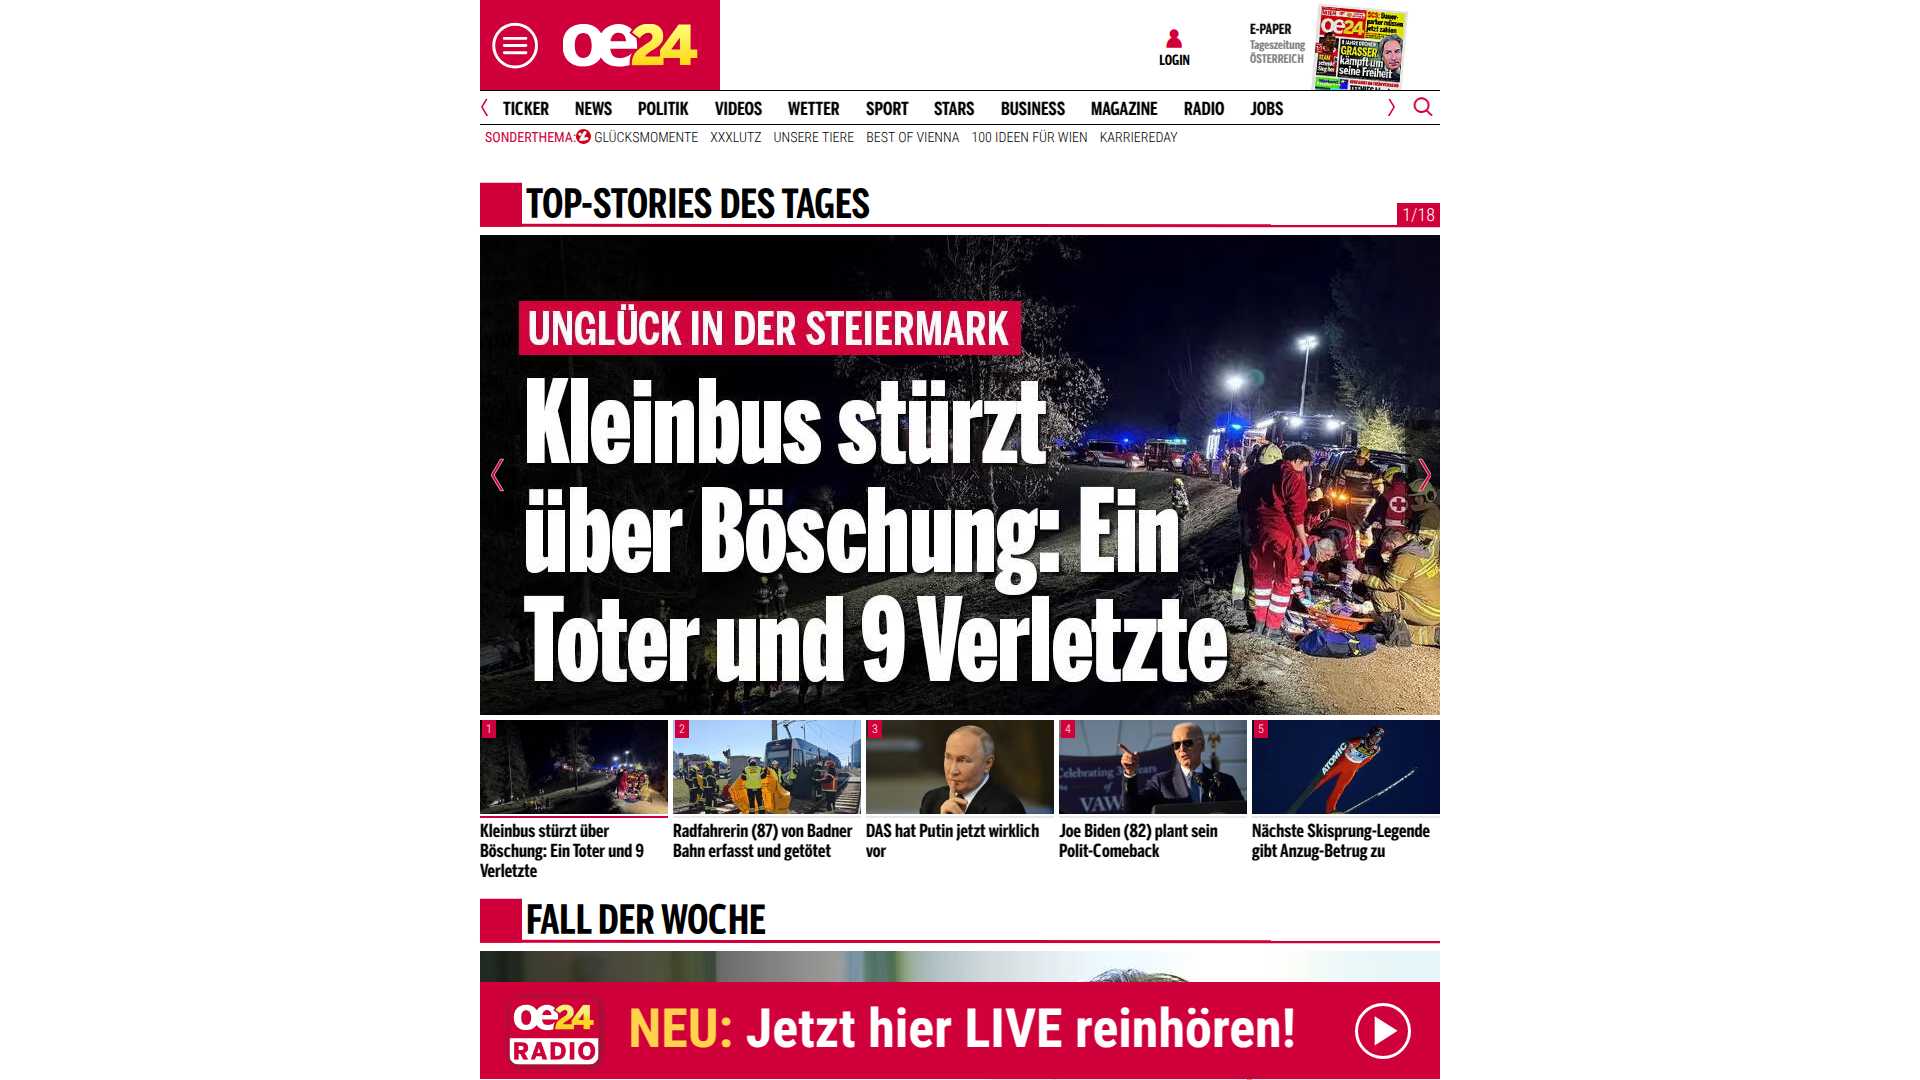 oe24
LOGIN
E-PAPER
Tageszeitung
ÖSTERREICH
oe24
GRASSER
kämpft um
seine Freiheit
TICKER NEWS POLITIK VIDEOS WETTER SPORT STARS BUSINESS MAGAZINE RADIO JOBS
SONDERTHEMA: GLÜCKSMOMENTE XXXLUTZ UNSERE TIERE BEST OF VIENNA 100 IDEEN FÜR WIEN KARRIEREDAY
TOP-STORIES DES TAGES
1/18
UNGLÜCK IN DER STEIERMARK
Kleinbus stürzt
über Böschung: Ein
Toter und 9 Verletzte
1
Kleinbus stürzt über
Böschung: Ein Toter und 9
Verletzte
2
Radfahrerin (87) von Badner
Bahn erfasst und getötet
3
DAS hat Putin jetzt wirklich
vor
4
VAW
Joe Biden (82) plant sein
Polit-Comeback
5
ATOMIC
Nächste Skisprung-Legende
gibt Anzug-Betrug zu
FALL DER WOCHE
oe24
RADIO
NEU: Jetzt hier LIVE reinhören!